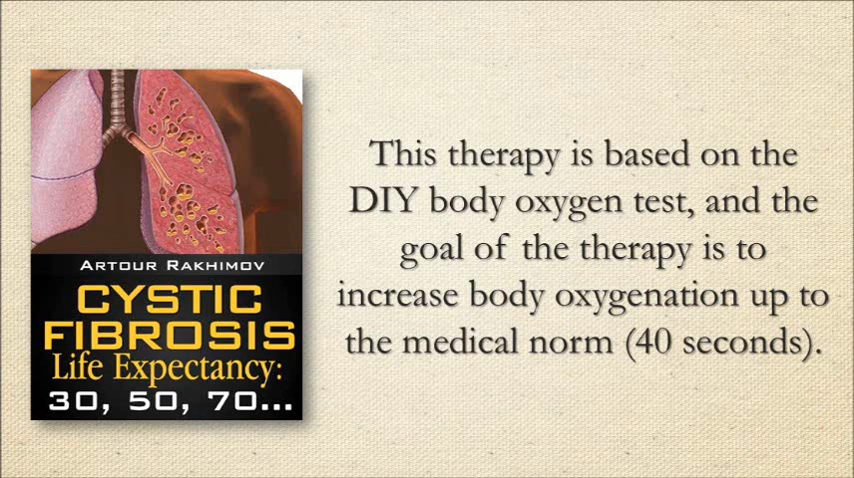 ARTOUR RAKHIMOV
CYSTIC
FIBROSIS
Life Expectancy:
30, 50, 70...
This therapy is based on the
DIY body oxygen test, and the
goal of the therapy is to
increase body oxygenation up to
the medical norm (40 seconds).